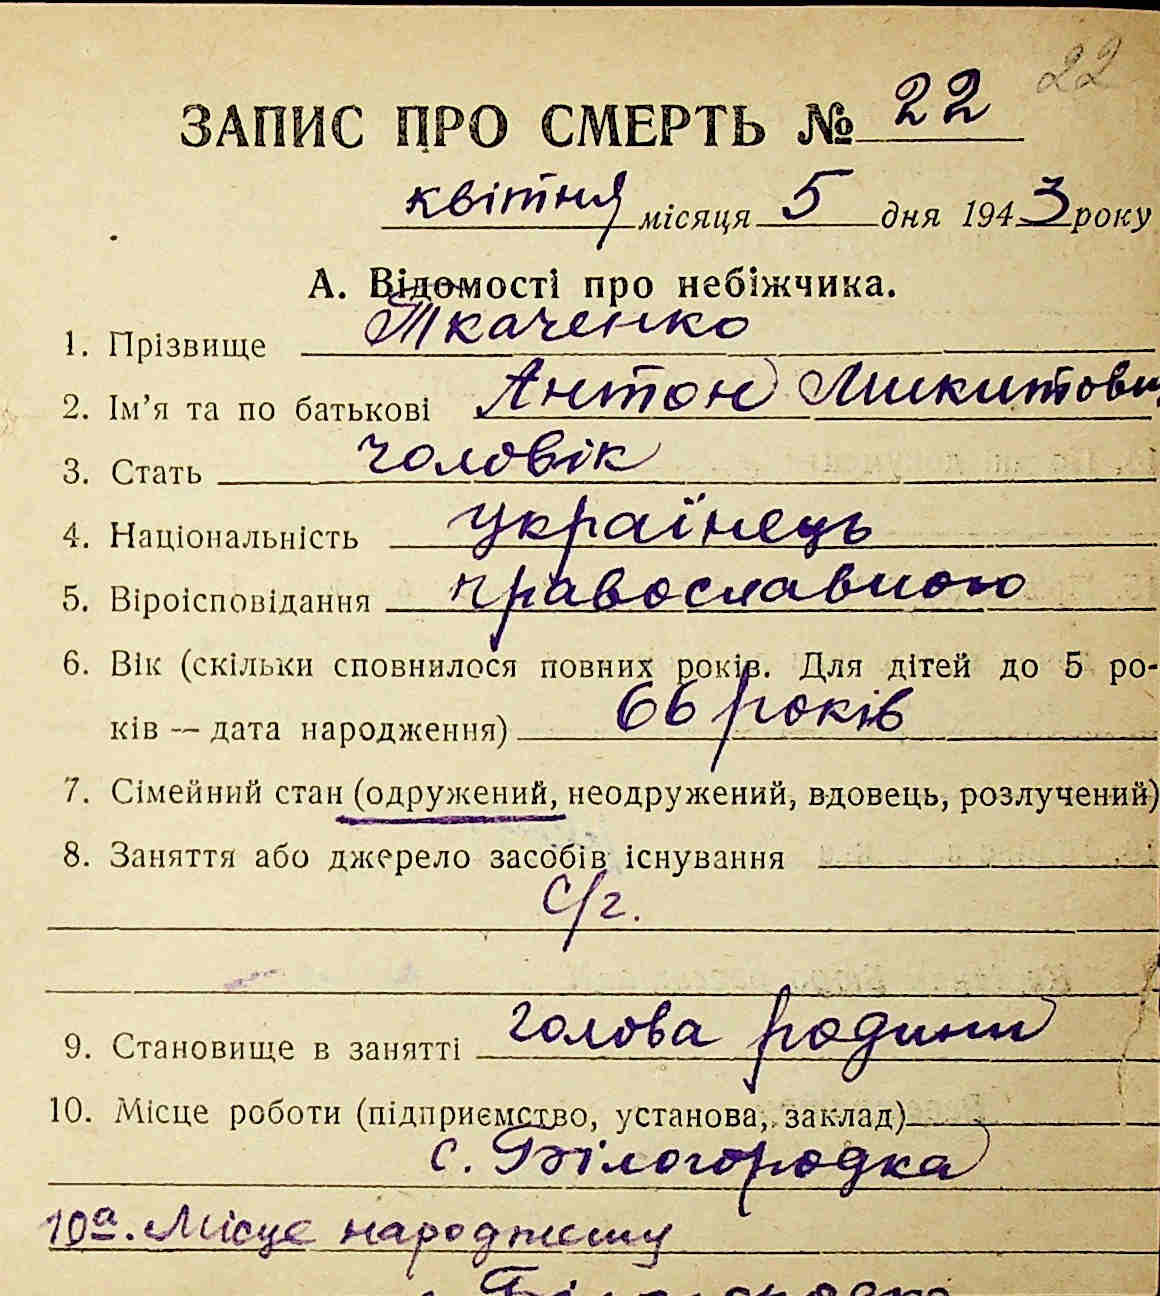 22
ЗАПИС ПРО СМЕРТЬ № 22
квітня місяця 5 дня 1943 року
А. Відомості про небіжчика.
1. Прізвище Ткаченко
2. Ім'я та по батькові Антон Микитови
3. Стать чоловік
4. Національність українець
5. Віроісповідання православною
6. Вік (скільки сповнилося повних років. Для дітей до 5 ро-
ків — дата народження) 66 років
7. Сімейний стан (одружений, неодружений, вдовець, розлучений)
8. Заняття або джерело засобів існування
с/г.
9. Становище в занятті голова родини
10. Місце роботи (підприємство, установа, заклад)
с. Білогородка
10а. Місце